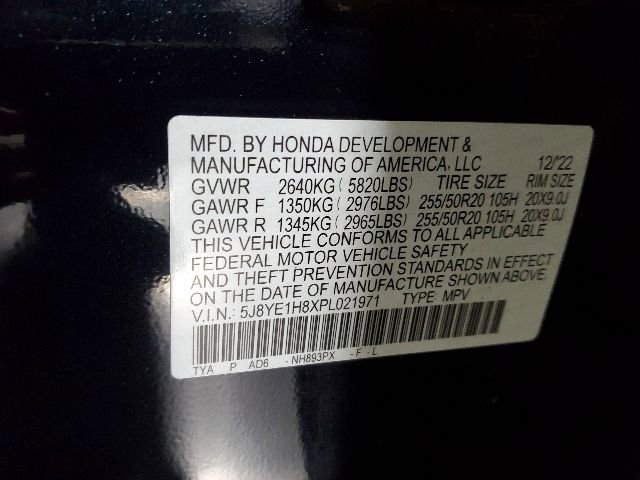 MFD. BY HONDA DEVELOPMENT &
MANUFACTURING OF AMERICA, LLC 12/'22
GVWR 2640KG ( 5820LBS) TIRE SIZE RIM SIZE
GAWR F 1350KG ( 2976LBS) 255/50R20 105H 20X9.0J
GAWR R 1345KG ( 2965LBS) 255/50R20 105H 20X9.0J
THIS VEHICLE CONFORMS TO ALL APPLICABLE
FEDERAL MOTOR VEHICLE SAFETY
AND THEFT PREVENTION STANDARDS IN EFFECT
ON THE DATE OF MANUFACTURE SHOWN ABOVE.
V.I.N.: 5J8YE1H8XPL021971 TYPE: MPV
TYA P AD6 -NH893PX -F-L